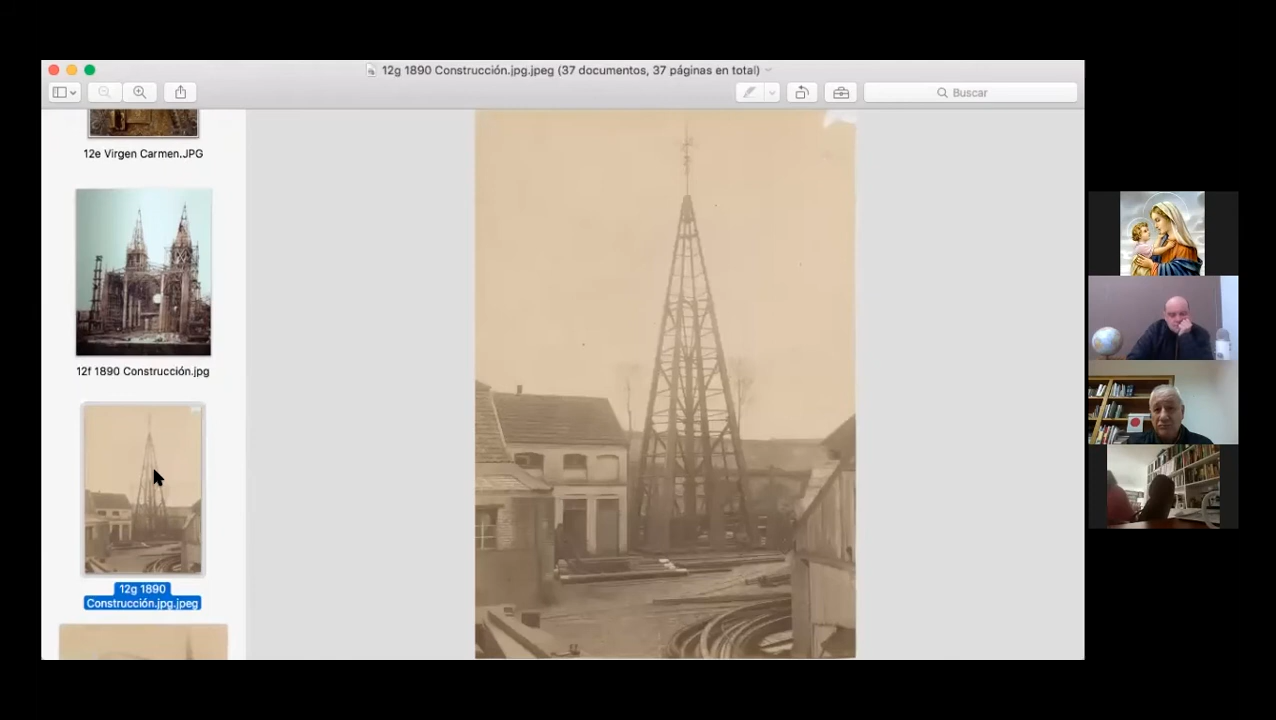 12g 1890 Construcción.jpg.jpeg (37 documentos, 37 páginas en total)
Buscar
12e Virgen Carmen.JPG
12f 1890 Construcción.jpg
12g 1890
Construcción.jpg.jpeg